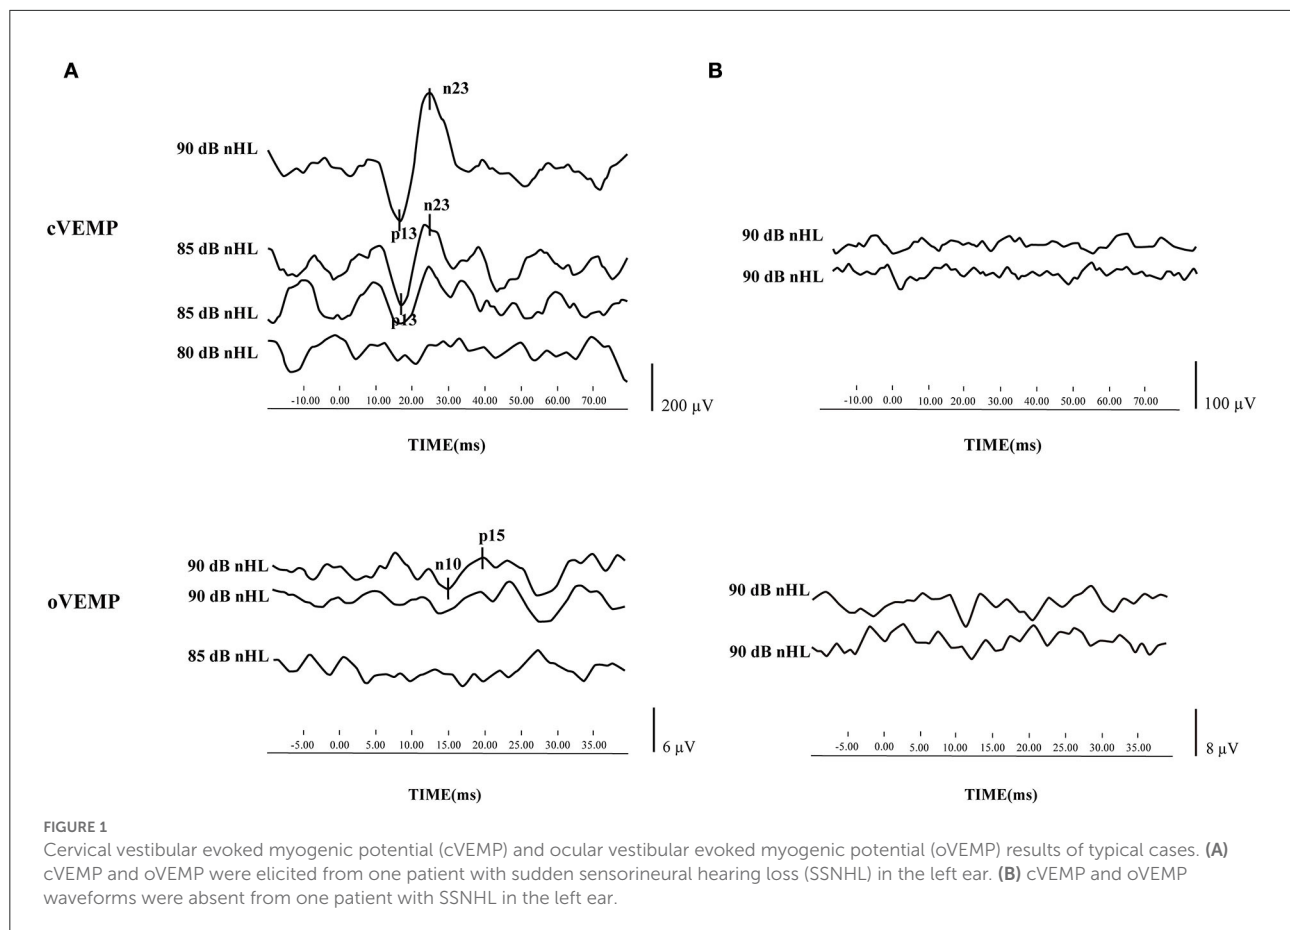 A
B
n23
90 dB nHL
p13
n23
cVEMP
85 dB nHL
85 dB nHL
p13
80 dB nHL
-10.00 0.00 10.00 20.00 30.00 40.00 50.00 60.00 70.00
200 μV
TIME(ms)
90 dB nHL
90 dB nHL
-10.00 0.00 10.00 20.00 30.00 40.00 50.00 60.00 70.00
100 μV
TIME(ms)
p15
n10
90 dB nHL
oVEMP
90 dB nHL
85 dB nHL
-5.00 0.00 5.00 10.00 15.00 20.00 25.00 30.00 35.00
6 μV
TIME(ms)
90 dB nHL
90 dB nHL
-5.00 0.00 5.00 10.00 15.00 20.00 25.00 30.00 35.00
8 μV
TIME(ms)
FIGURE 1
Cervical vestibular evoked myogenic potential (cVEMP) and ocular vestibular evoked myogenic potential (oVEMP) results of typical cases. (A)
cVEMP and oVEMP were elicited from one patient with sudden sensorineural hearing loss (SSNHL) in the left ear. (B) cVEMP and oVEMP
waveforms were absent from one patient with SSNHL in the left ear.